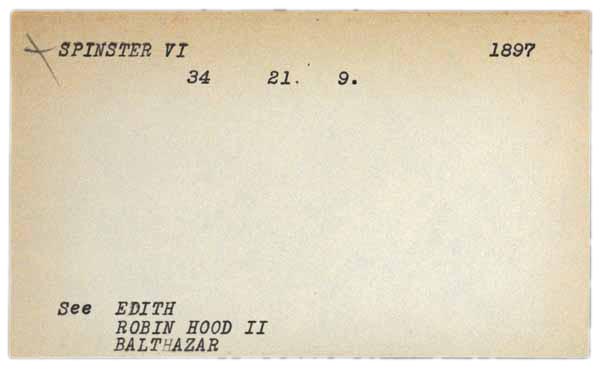 SPINSTER VI 1897
34 21. 9.
See EDITH
ROBIN HOOD II
BALTHAZAR